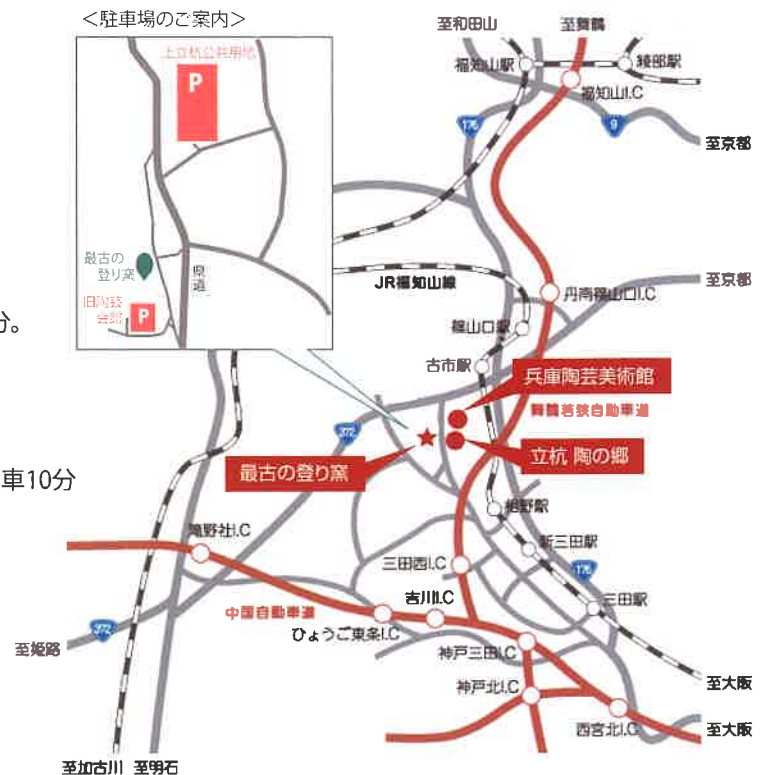 ＜駐車場のご案内＞
上立杭公共用地
P
最古の
登り窯
県道
旧陶芸
会館
P
分。
車10分
至和田山
至舞鶴
福知山駅
綾部駅
福知山I.C
176
9
至京都
JR福知山線
至京都
丹南篠山口I.C
篠山口駅
古市駅
兵庫陶芸美術館
舞鶴若狭自動車道
372
立杭 陶の郷
最古の登り窯
相野駅
滝野社I.C
新三田駅
三田西I.C
176
吉川I.C
三田駅
中国自動車道
372
ひょうご東条I.C
至姫路
神戸三田I.C
神戸北I.C
至大阪
西宮北I.C
至大阪
至加古川 至明石